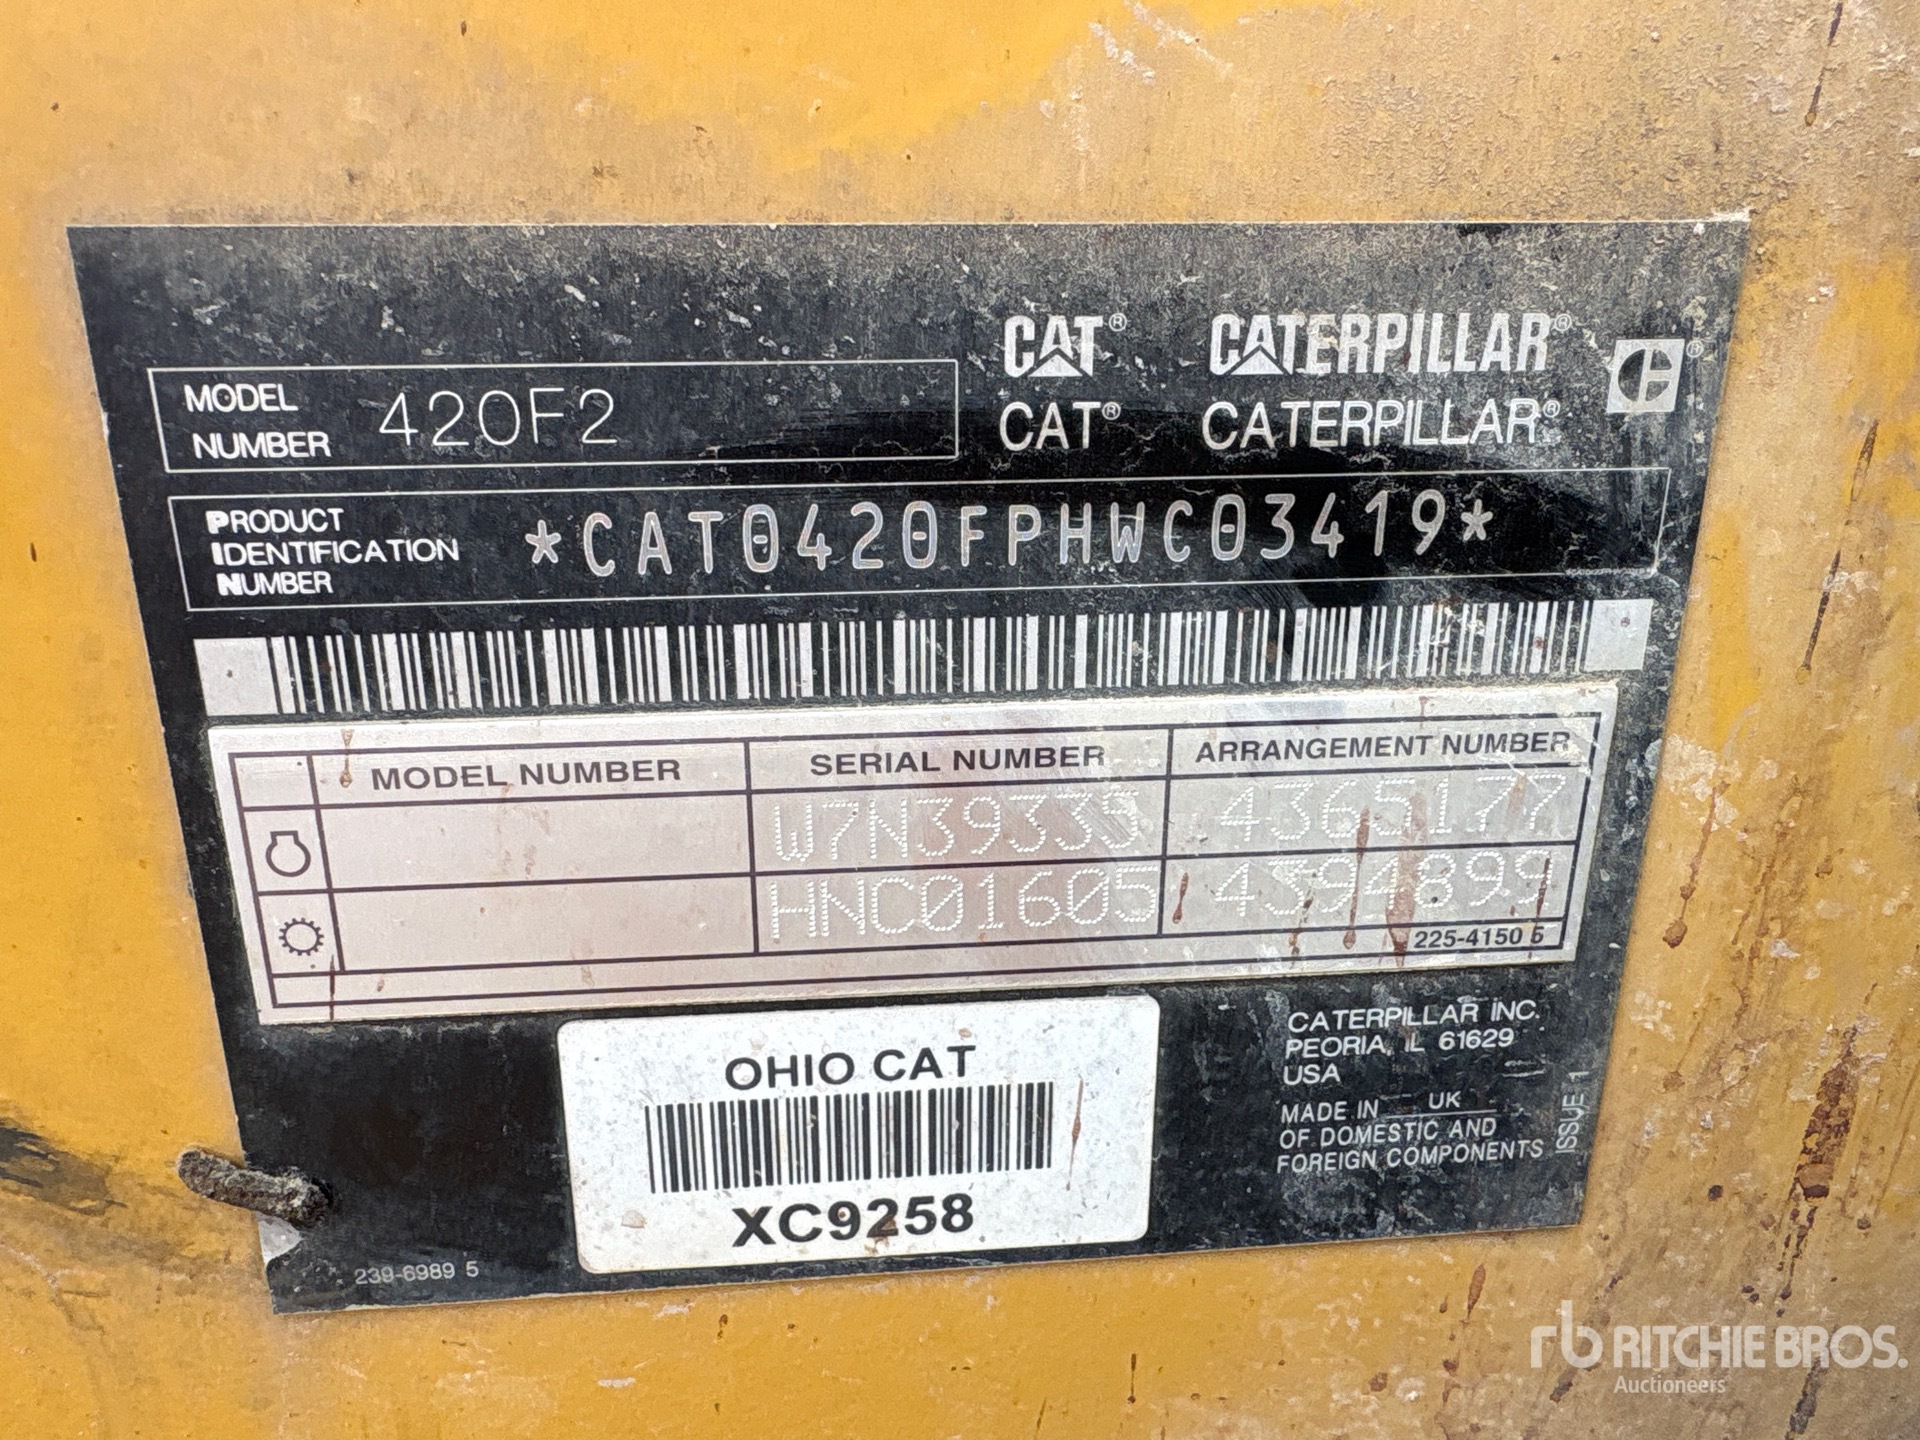 CAT® CATERPILLAR®
CAT® CATERPILLAR®
MODEL NUMBER 420F2
PRODUCT IDENTIFICATION NUMBER *CAT0420FPHWC03419*
MODEL NUMBER SERIAL NUMBER ARRANGEMENT NUMBER
W7N39335 4365177
HNC01605 4394899
225-4150 5
OHIO CAT
XC9258
CATERPILLAR INC.
PEORIA, IL 61629
USA
MADE IN UK
OF DOMESTIC AND
FOREIGN COMPONENTS
ISSUE 1
239-6989 5
rb RITCHIE BROS.
Auctioneers